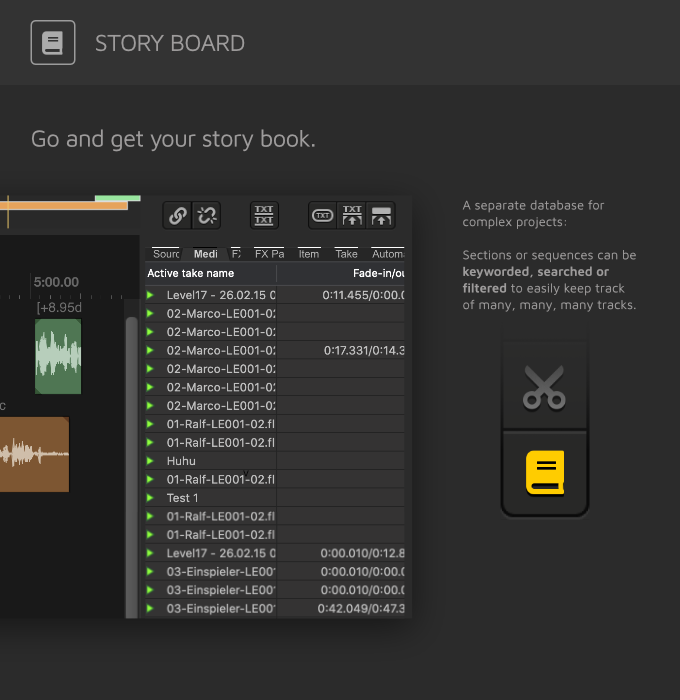 STORY BOARD
Go and get your story book.
A separate database for
complex projects:
Sections or sequences can be
keyworded, searched or
filtered to easily keep track
of many, many, many tracks.
TXT
TXT
TXT
TXT
Sourc Medi FX FX Pa Item Take Autom
Active take name Fade-in/ou
5:00.00
[+8.95d
c
Level17 - 26.02.15 0 0:11.455/0:00.0
02-Marco-LE001-02
02-Marco-LE001-02
02-Marco-LE001-02 0:17.331/0:14.3
02-Marco-LE001-02
02-Marco-LE001-02
02-Marco-LE001-02
01-Ralf-LE001-02.fl
01-Ralf-LE001-02.fl
Huhu
01-Ralf-LE001-02.fl
Test 1
01-Ralf-LE001-02.fl
01-Ralf-LE001-02.fl
Level17 - 26.02.15 0 0:00.010/0:12.8
03-Einspieler-LE00 0:00.010/0:00.0
03-Einspieler-LE00 0:00.010/0:00.0
03-Einspieler-LE00 0:42.049/0:47.3